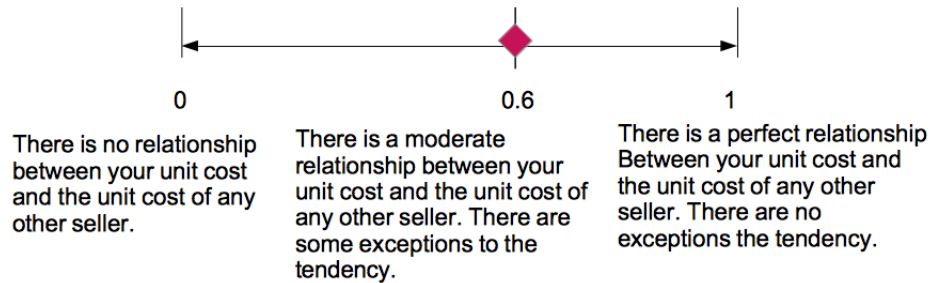 0
0.6
1
There is no relationship
between your unit cost
and the unit cost of any
other seller.
There is a moderate
relationship between your
unit cost and the unit cost of
any other seller. There are
some exceptions to the
tendency.
There is a perfect relationship
Between your unit cost and
the unit cost of any other
seller. There are no
exceptions the tendency.